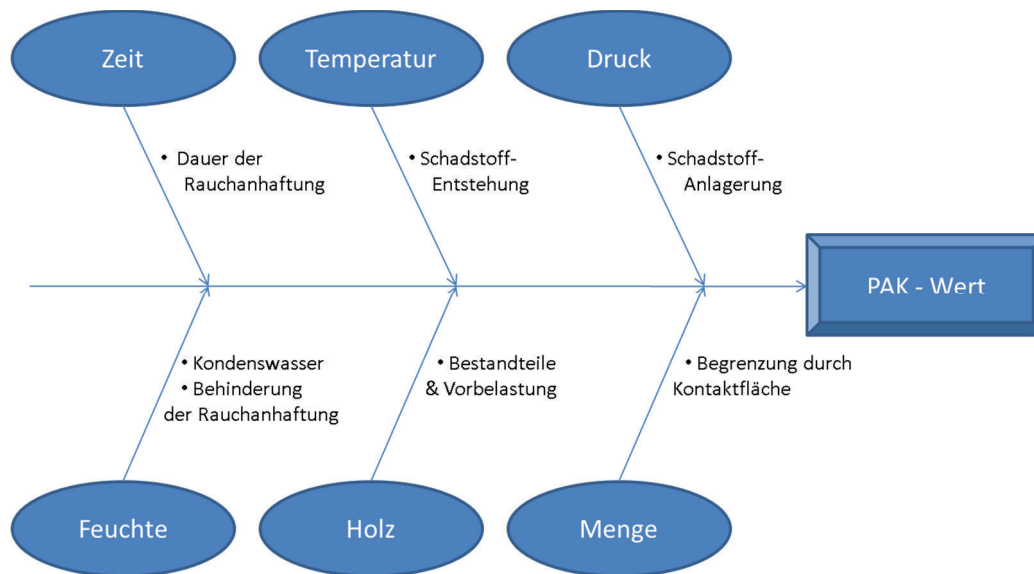 Zeit
Temperatur
Druck
• Dauer der
Rauchanhaftung
• Schadstoff-
Entstehung
• Schadstoff-
Anlagerung
PAK - Wert
• Kondenswasser
• Behinderung
der Rauchanhaftung
• Bestandteile
& Vorbelastung
• Begrenzung durch
Kontaktfläche
Feuchte
Holz
Menge